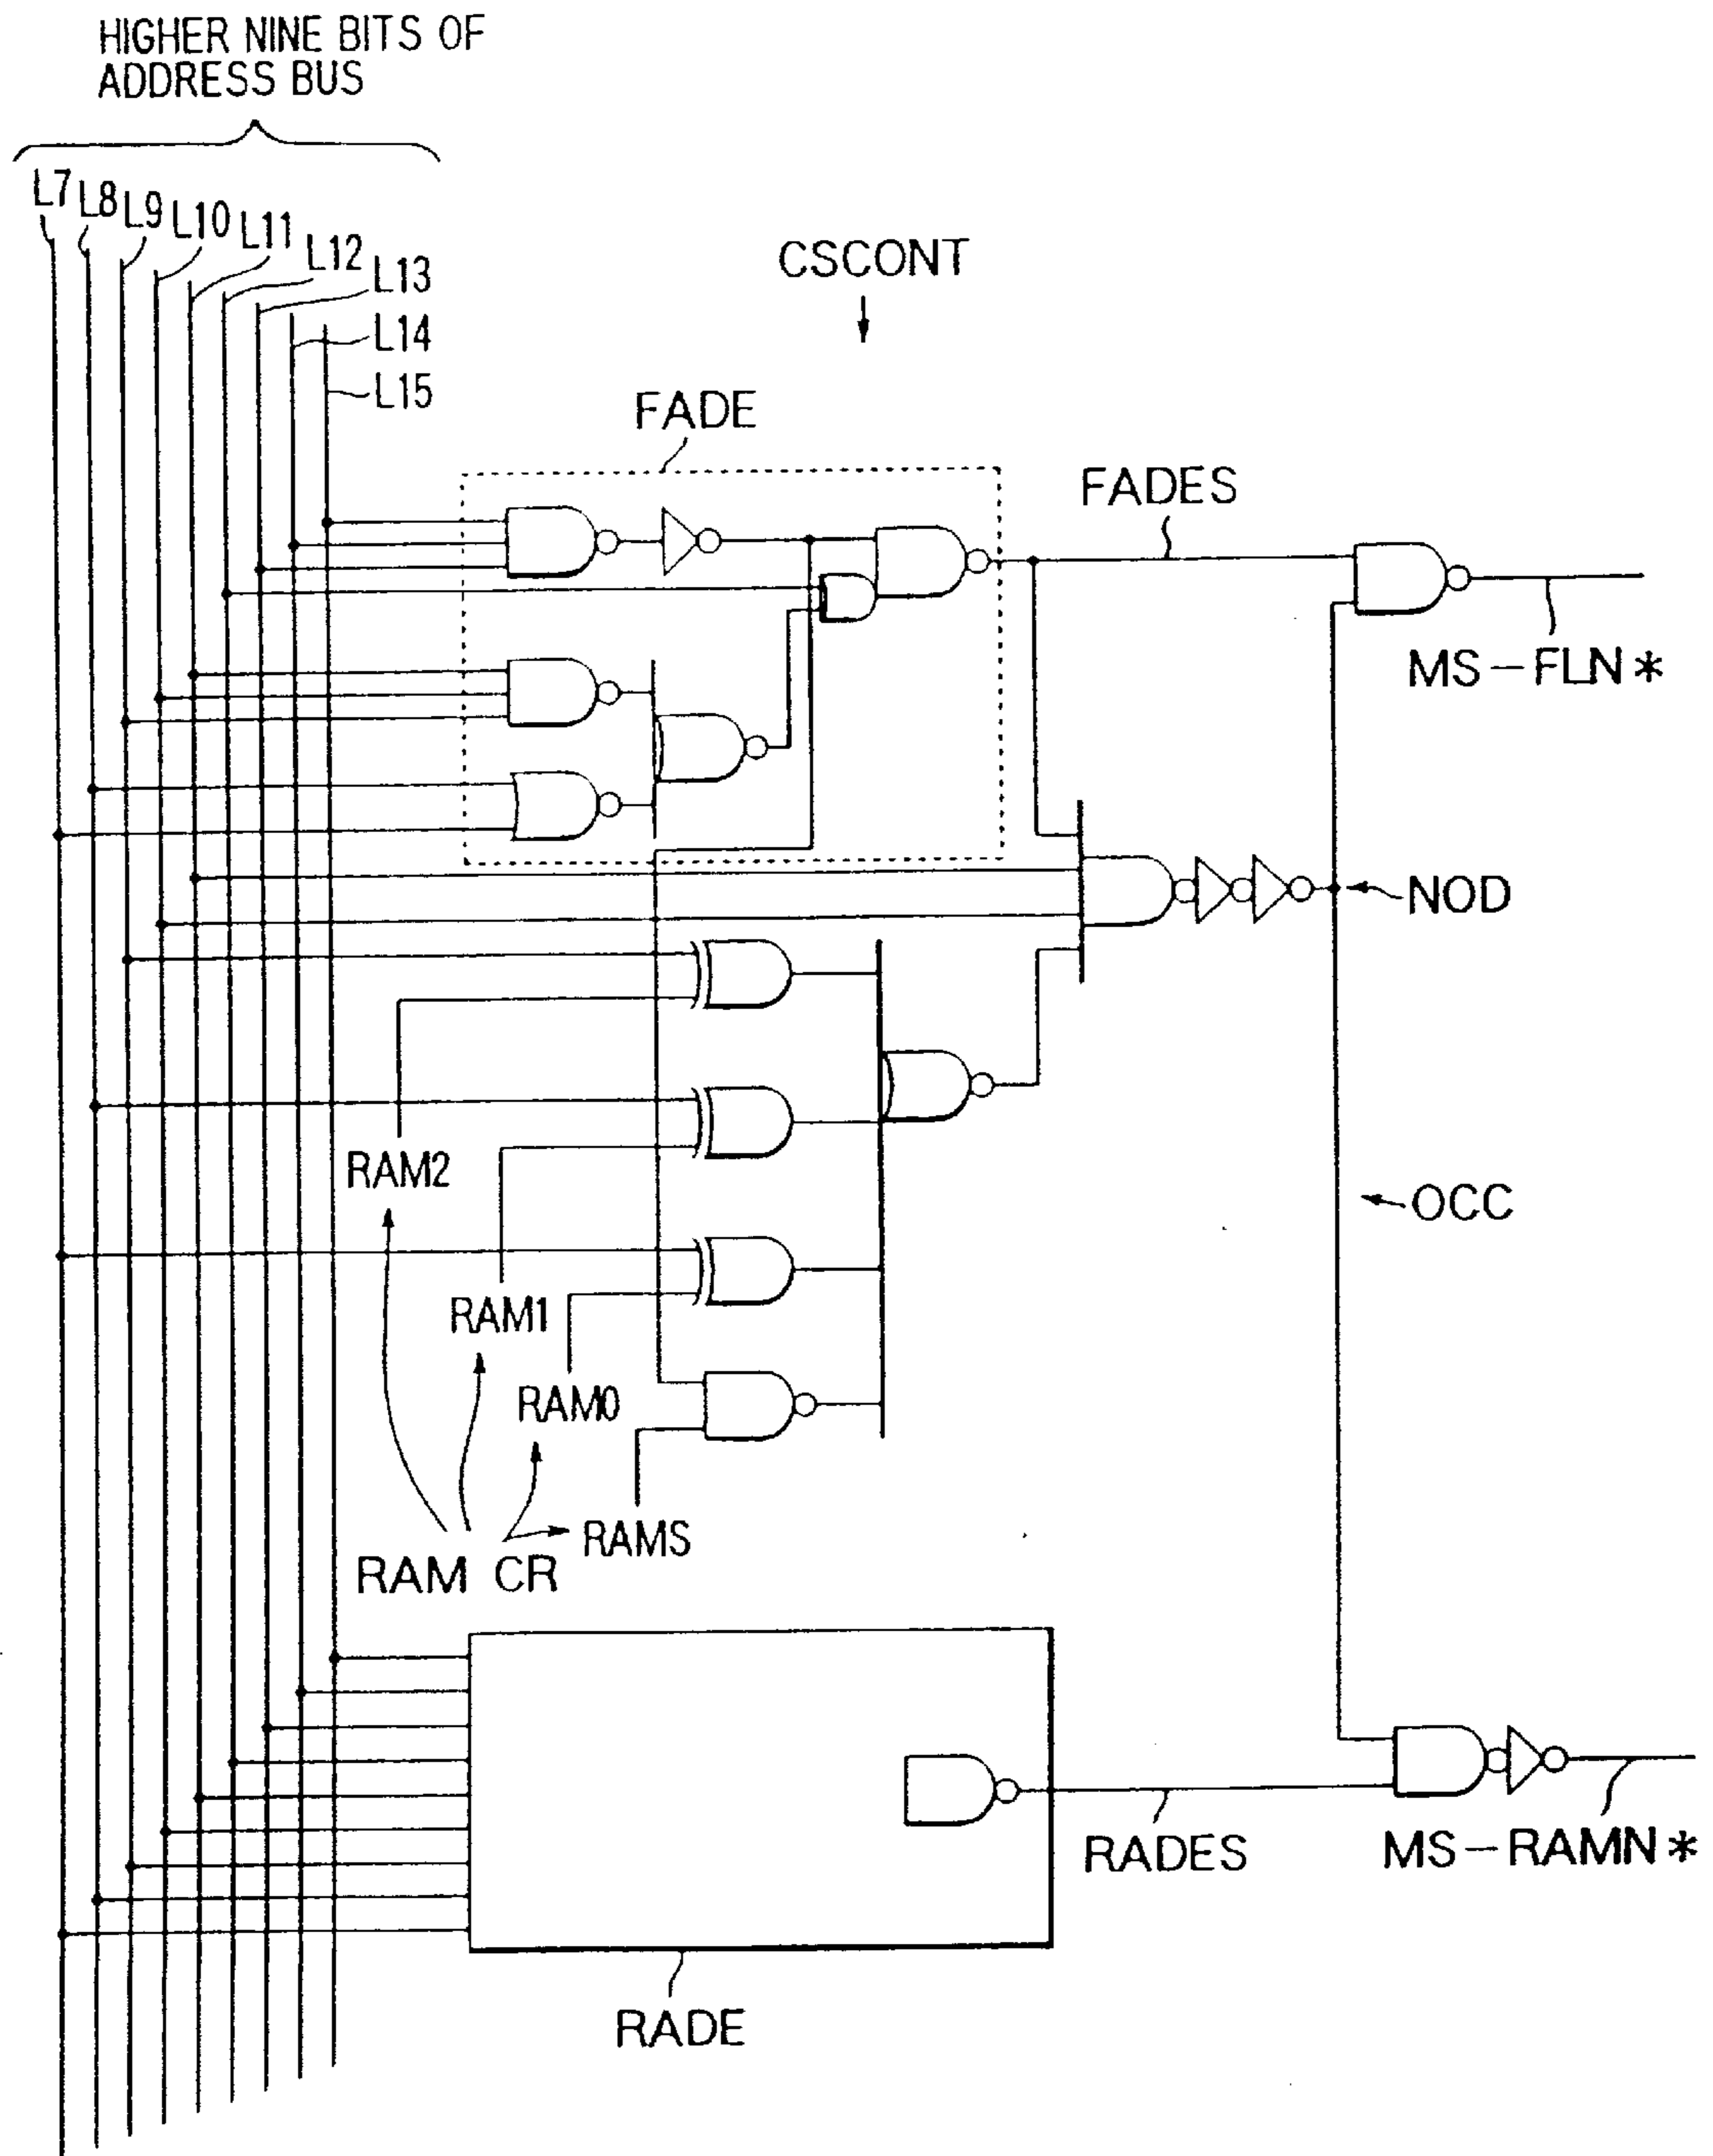 HIGHER NINE BITS OF
ADDRESS BUS
L7
L8
L9
L10
L11
L12
L13
L14
L15
CSCONT
FADE
FADES
MS-FLN*
NOD
RAM2
OCC
RAM1
RAM0
RAMS
RAM CR
RADES
MS-RAMN*
RADE